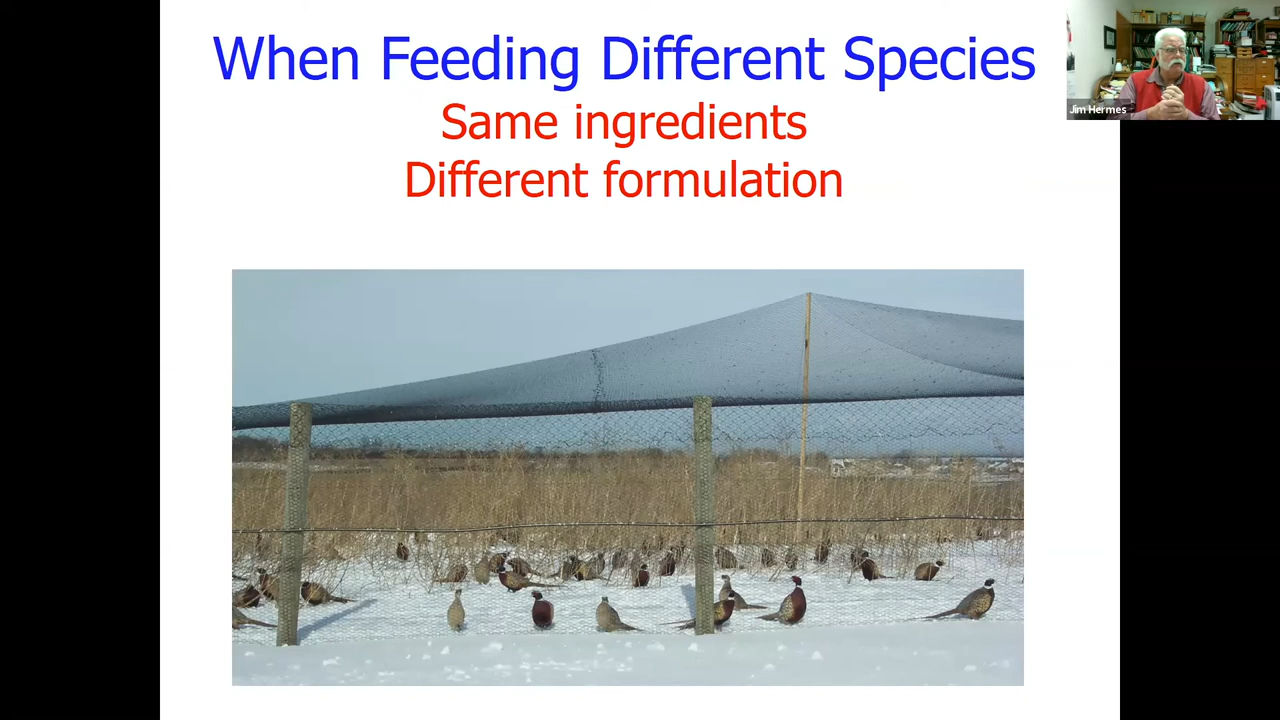 When Feeding Different Species
Same ingredients
Different formulation
Jim Hermes